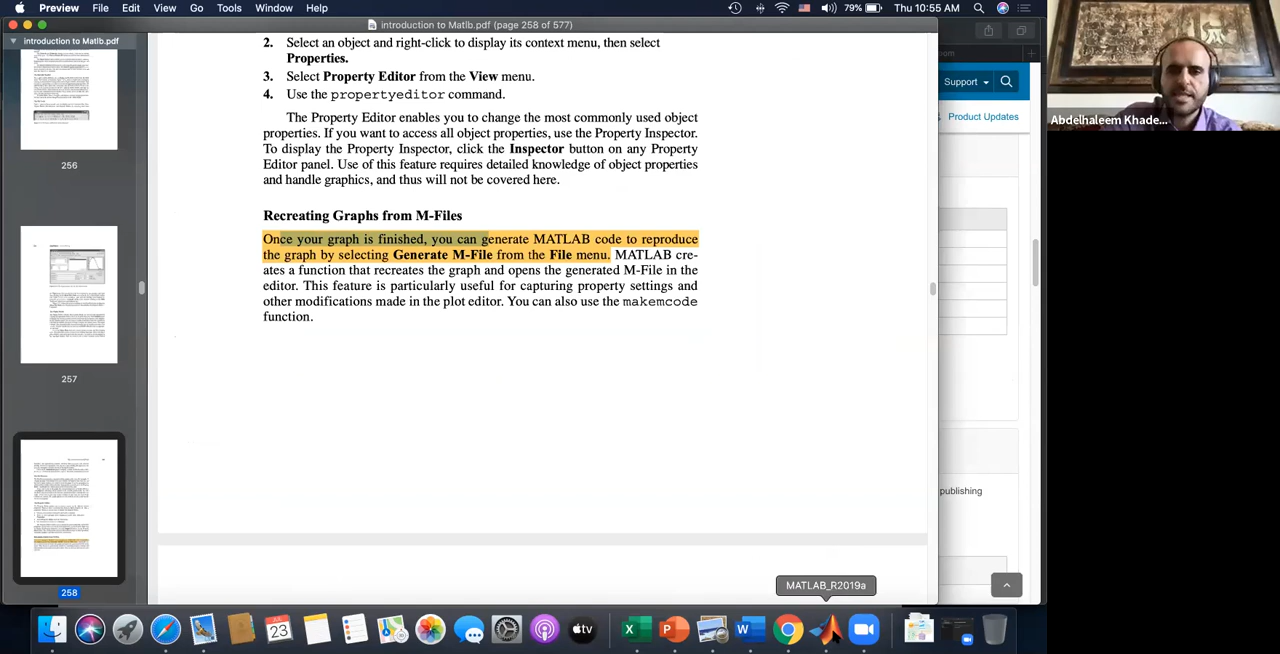 Preview File Edit View Go Tools Window Help 79% Thu 10:55 AM
introduction to Matlb.pdf (page 258 of 577)
introduction to Matlb.pdf
256
257
258
2. Select an object and right-click to display its context menu, then select
Properties.
3. Select Property Editor from the View menu.
4. Use the propertyeditor command.
The Property Editor enables you to change the most commonly used object
properties. If you want to access all object properties, use the Property Inspector.
To display the Property Inspector, click the Inspector button on any Property
Editor panel. Use of this feature requires detailed knowledge of object properties
and handle graphics, and thus will not be covered here.
Recreating Graphs from M-Files
Once your graph is finished, you can generate MATLAB code to reproduce
the graph by selecting Generate M-File from the File menu. MATLAB cre-
ates a function that recreates the graph and opens the generated M-File in the
editor. This feature is particularly useful for capturing property settings and
other modifications made in the plot editor. You can also use the makemcode
function.
Support
Product Updates
publishing
Abdelhaleem Khade...
MATLAB_R2019a
JUL
23
tv
X
P
W